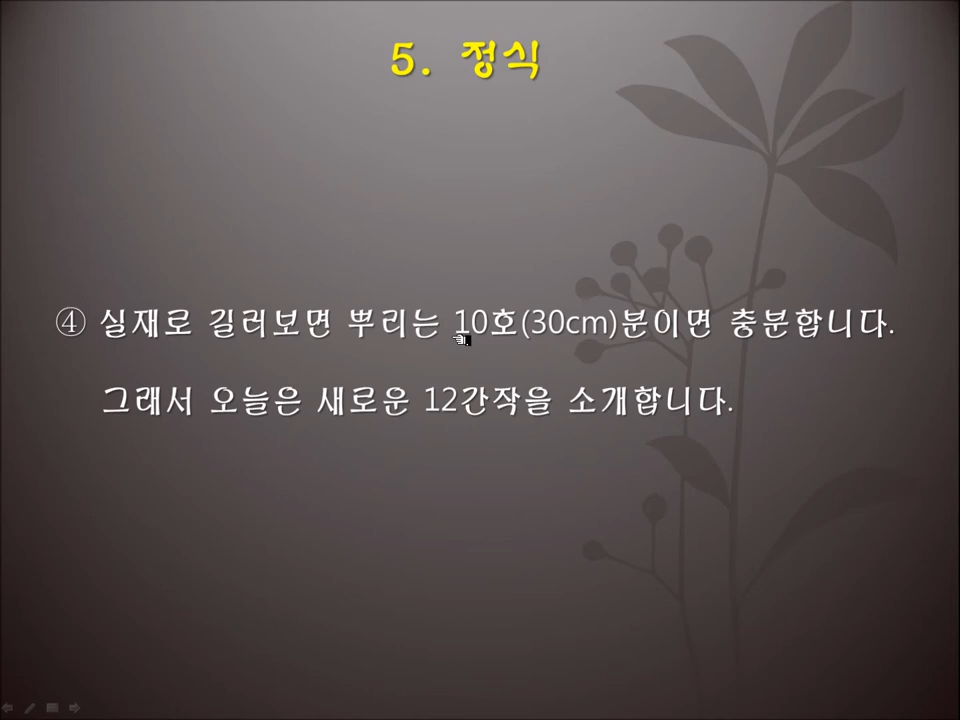 5. 정식
④ 실재로 길러보면 뿌리는 10호(30cm)분이면 충분합니다.
그래서 오늘은 새로운 12간작을 소개합니다.